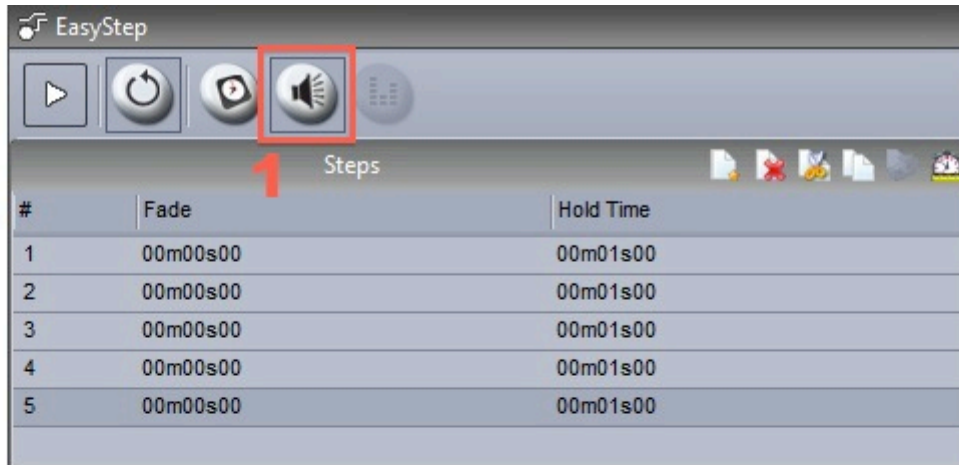 EasyStep
1
Steps
# Fade Hold Time
1 00m00s00 00m01s00
2 00m00s00 00m01s00
3 00m00s00 00m01s00
4 00m00s00 00m01s00
5 00m00s00 00m01s00